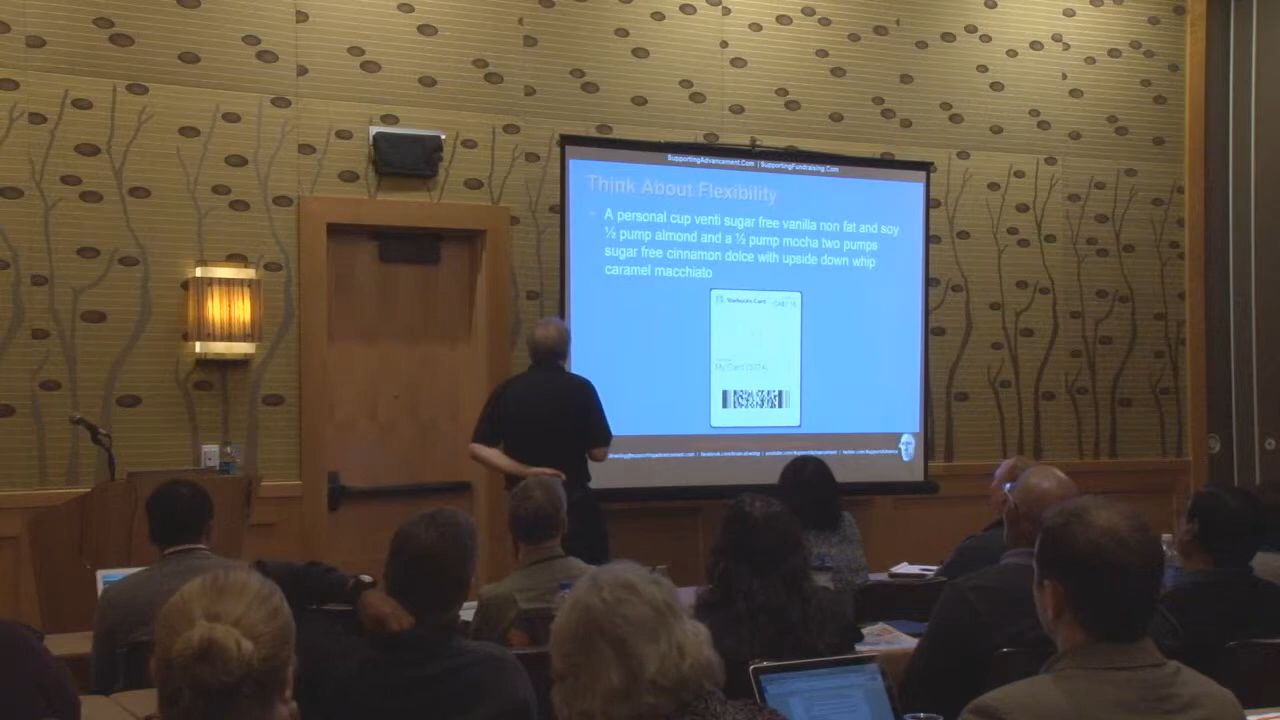 SupportingAdvancement.Com | SupportingFundraising.Com
Think About Flexibility
A personal cup venti sugar free vanilla non fat and soy
½ pump almond and a ½ pump mocha two pumps
sugar free cinnamon dolce with upside down whip
caramel macchiato
Starbucks Card
My Card